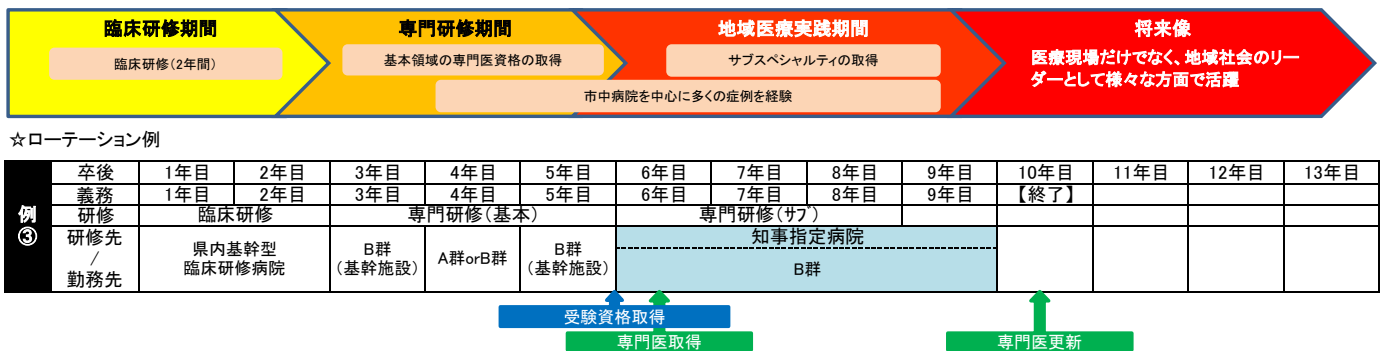 臨床研修期間
専門研修期間
地域医療実践期間
将来像
臨床研修(2年間)
基本領域の専門医資格の取得
サブスペシャルティの取得
医療現場だけでなく、地域社会のリー
ダーとして様々な方面で活躍
市中病院を中心に多くの症例を経験
☆ローテーション例
例③
卒後 1年目 2年目 3年目 4年目 5年目 6年目 7年目 8年目 9年目 10年目 11年目 12年目 13年目
義務 1年目 2年目 3年目 4年目 5年目 6年目 7年目 8年目 9年目 【終了】
研修 臨床研修 専門研修(基本) 専門研修(サブ)
研修先
/
勤務先
県内基幹型
臨床研修病院
B群
(基幹施設)
A群orB群
B群
(基幹施設)
知事指定病院
B群
受験資格取得
専門医取得
専門医更新